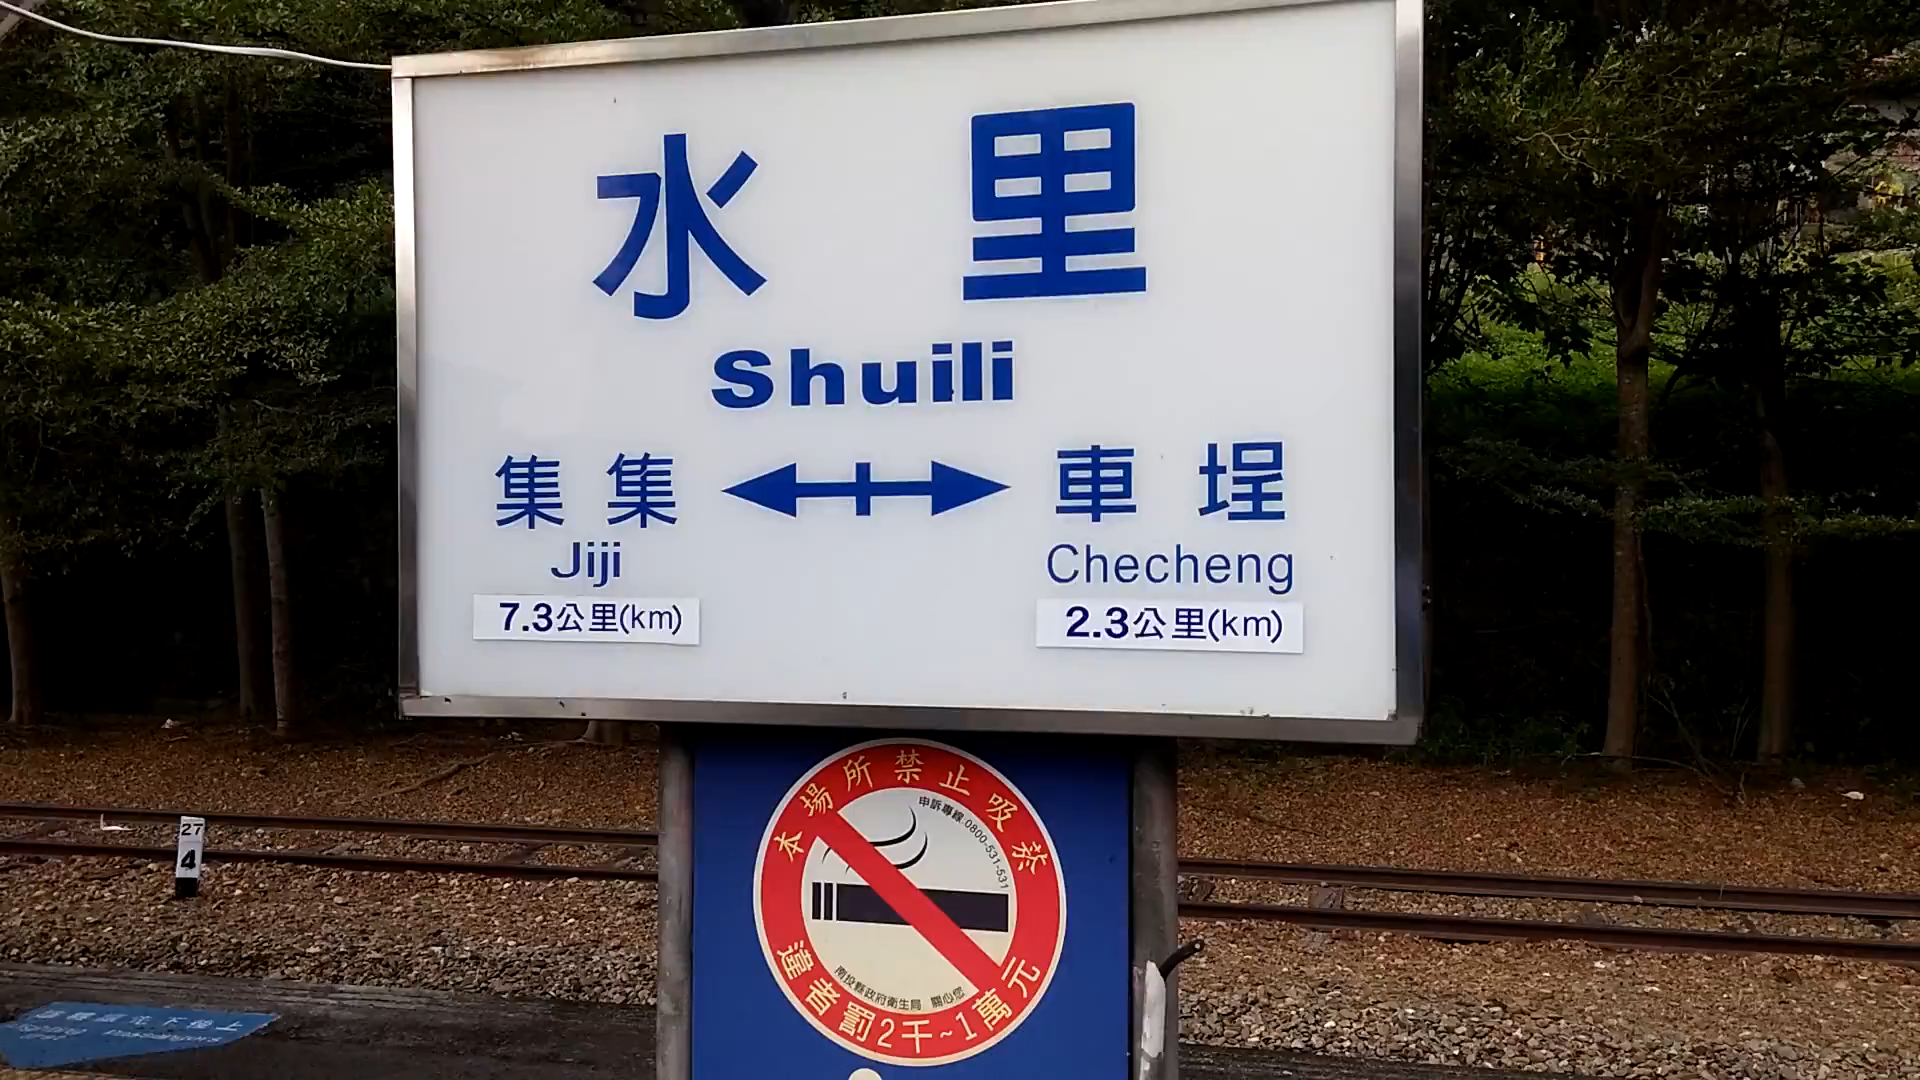 水里
Shuili
集集 車埕
Jiji Checheng
7.3公里(km) 2.3公里(km)
本場所禁止吸菸
申訴專線:0800-531-531
南投縣政府衛生局 關心您
違者罰2千~1萬元
27
4